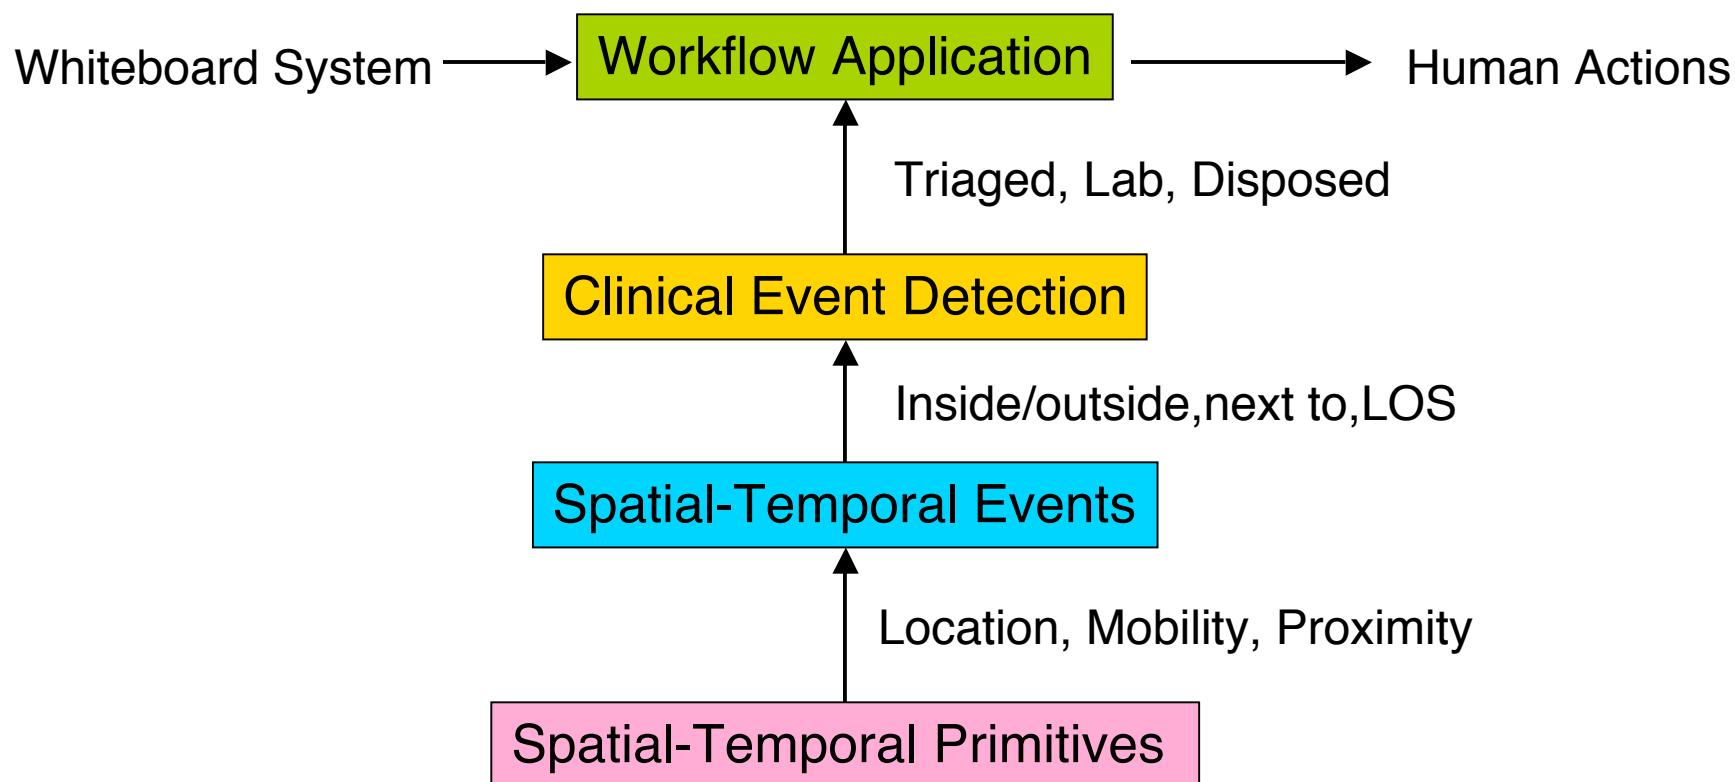 Whiteboard System
Workflow Application
Human Actions
Triaged, Lab, Disposed
Clinical Event Detection
Inside/outside,next to,LOS
Spatial-Temporal Events
Location, Mobility, Proximity
Spatial-Temporal Primitives